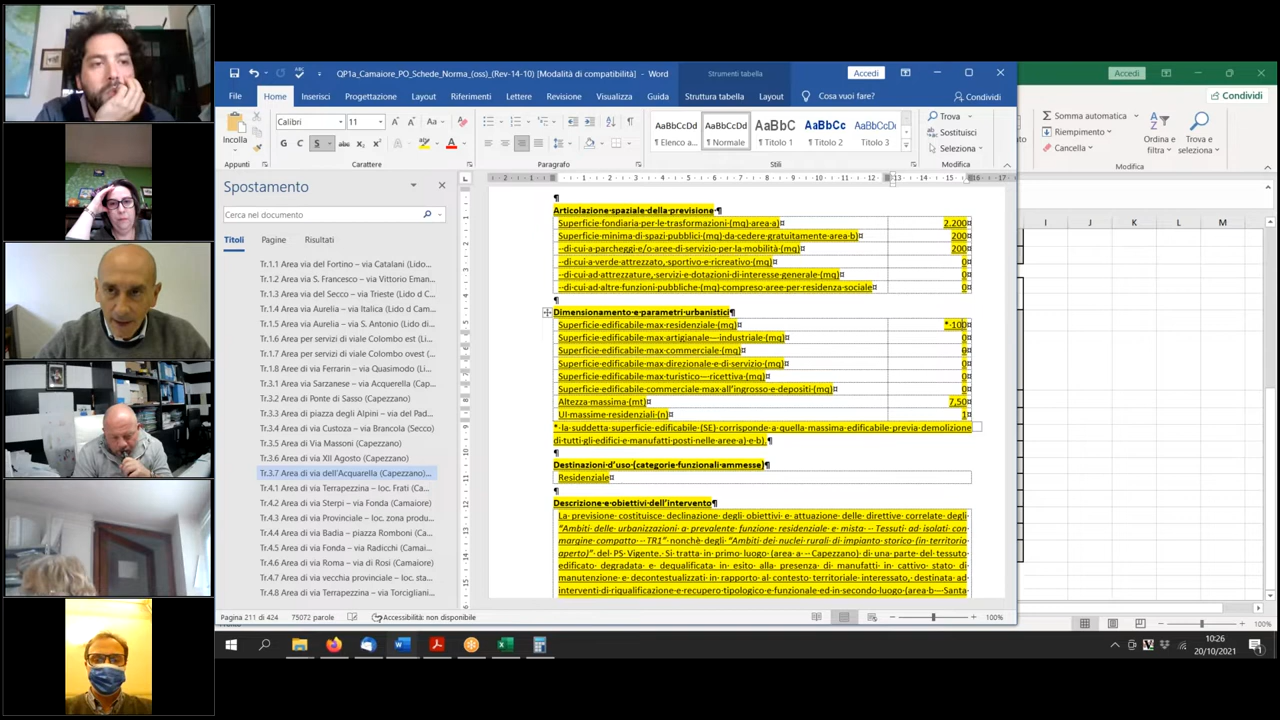 QP1a_Camaiore_PO_Schede_Norma_(oss)_(Rev-14-10) [Modalità di compatibilità] - Word
Strumenti tabella
Accedi
File Home Inserisci Progettazione Layout Riferimenti Lettere Revisione Visualizza Guida Struttura tabella Layout Cosa vuoi fare? Condividi
Incolla
Calibri 11
AaBbCcDd AaBbCcDd AaBbC AaBbCc AaBbCcDc
¶ Elenco a... ¶ Normale ¶ Titolo 1 ¶ Titolo 2 ¶ Titolo 3
Trova
Sostituisci
Seleziona
Appunti Carattere Paragrafo Stili Modifica
Accedi
Condividi
Somma automatica
Riempimento
Cancella
Ordina e filtra
Trova e seleziona
Modifica
I J K L M
Spostamento
Cerca nel documento
Titoli Pagine Risultati
Tr.1.1 Area via del Fortino – via Catalani (Lido...
Tr.1.2 Area via S. Francesco – via Vittorio Eman...
Tr.1.3 Area via del Secco – via Trieste (Lido d C...
Tr.1.4 Area via Aurelia – via Italica (Lido d Cam...
Tr.1.5 Area via Aurelia – via S. Antonio (Lido d...
Tr.1.6 Area per servizi di viale Colombo est (Li...
Tr.1.7 Area per servizi di viale Colombo ovest (...
Tr.1.8 Aree via Ferrarin – via Quasimodo (Lido...
Tr.3.1 Area via Sarzanese – via Acquerella (Cap...
Tr.3.2 Area di Ponte di Sasso (Capezzano)
Tr.3.3 Area di piazza degli Alpini – via del Pad...
Tr.3.4 Area di via Custoza – via Brancola (Secco)
Tr.3.5 Area di Via Massoni (Capezzano)
Tr.3.6 Area di via XII Agosto (Capezzano)
Tr.3.7 Area di via dell'Acquarella (Capezzano)...
Tr.4.1 Area di via Terrapezzina – loc. Frati (Ca...
Tr.4.2 Area di via Sterpi – via Fonda (Camaiore)
Tr.4.3 Area di via Provinciale – loc. zona produ...
Tr.4.4 Area di via Badia – piazza Romboni (Cam...
Tr.4.5 Area di via Fonda – via Radicchi (Camai...
Tr.4.6 Area di via Roma – via di Rosi (Camaiore)
Tr.4.7 Area di via vecchia provinciale – loc. sta...
Tr.4.8 Area di via Terrapezzina – via Torcigliani...
¶
Articolazione·spaziale·della·previsione·¶
Superficie·fondiaria·per·le·trasformazioni·(mq)·area·a)¤ 2.200¤
Superficie·minima·di·spazi·pubblici·(mq)·da·cedere·gratuitamente·area·b)¤ 200¤
--di·cui·a·parcheggi·e/o·aree·di·servizio·per·la·mobilità·(mq)¤ 200¤
--di·cui·a·verde·attrezzato,·sportivo·e·ricreativo·(mq)¤ 0¤
--di·cui·ad·attrezzature,·servizi·e·dotazioni·di·interesse·generale·(mq)¤ 0¤
--di·cui·ad·altre·funzioni·pubbliche·(mq)·compreso·aree·per·residenza·sociale¤ 0¤
¶
Dimensionamento·e·parametri·urbanistici¶
Superficie·edificabile·max·residenziale·(mq)¤ *·100¤
Superficie·edificabile·max·artigianale·–·industriale·(mq)¤ 0¤
Superficie·edificabile·max·commerciale·(mq)¤ 0¤
Superficie·edificabile·max·direzionale·e·di·servizio·(mq)¤ 0¤
Superficie·edificabile·max·turistico·–·ricettiva·(mq)¤ 0¤
Superficie·edificabile·commerciale·max·all'ingrosso·e·depositi·(mq)¤ 0¤
Altezza·massima·(mt)¤ 7,50¤
UI·massime·residenziali·(n)¤ 1¤
*·la·suddetta·superficie·edificabile·(SE)·corrisponde·a·quella·massima·edificabile·previa·demolizione·
di·tutti·gli·edifici·e·manufatti·posti·nelle·aree·a)·e·b).¶
¶
Destinazioni·d'uso·(categorie·funzionali·ammesse)¶
Residenziale¤
¶
Descrizione·e·obiettivi·dell'intervento¶
La·previsione·costituisce·declinazione·degli·obiettivi·e·attuazione·delle·direttive·correlate·degli·
"Ambiti·delle·urbanizzazioni·a·prevalente·funzione·residenziale·e·mista·–·Tessuti·ad·isolati·con·
margine·compatto·–·TR1"·nonchè·degli·"Ambiti·dei·nuclei·rurali·di·impianto·storico·(in·territorio·
aperto)"·del·PS·Vigente.·Si·tratta·in·primo·luogo·(area·a·–·Capezzano)·di·una·parte·del·tessuto·
edificato·degradata·e·dequalificata·in·esito·alla·presenza·di·manufatti·in·cattivo·stato·di·
manutenzione·e·decontestualizzati·in·rapporto·al·contesto·territoriale·interessato,·destinata·ad·
interventi·di·riqualificazione·e·recupero·tipologico·e·funzionale·ed·in·secondo·luogo·(area·b·–·Santa·
Pagina 211 di 424 75072 parole Accessibilità: non disponibile 100%
100%
10:26
20/10/2021